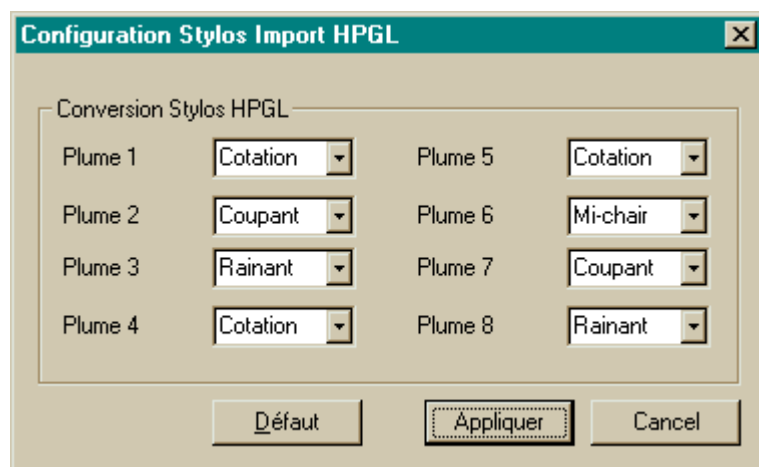 Configuration Stylos Import HPGL
Conversion Stylos HPGL
Plume 1 Cotation Plume 5 Cotation
Plume 2 Coupant Plume 6 Mi-chair
Plume 3 Rainant Plume 7 Coupant
Plume 4 Cotation Plume 8 Rainant
Défaut Appliquer Cancel